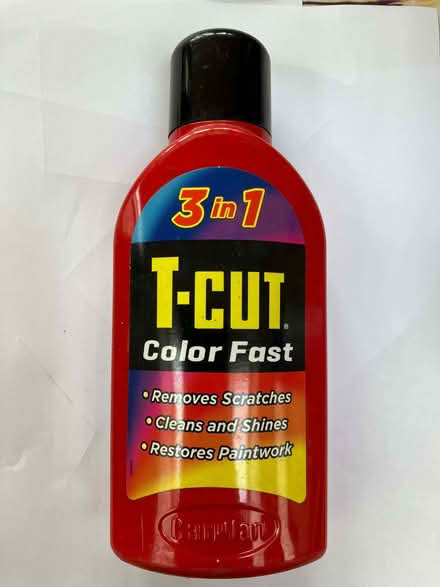 3 in 1
T-CUT®
Color Fast
• Removes Scratches
• Cleans and Shines
• Restores Paintwork
CarPlan